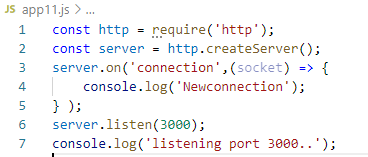 JS app11.js > ...
1 const http = require('http');
2 const server = http.createServer();
3 server.on('connection',(socket) => {
4 console.log('Newconnection');
5 } );
6 server.listen(3000);
7 console.log('listening port 3000..');